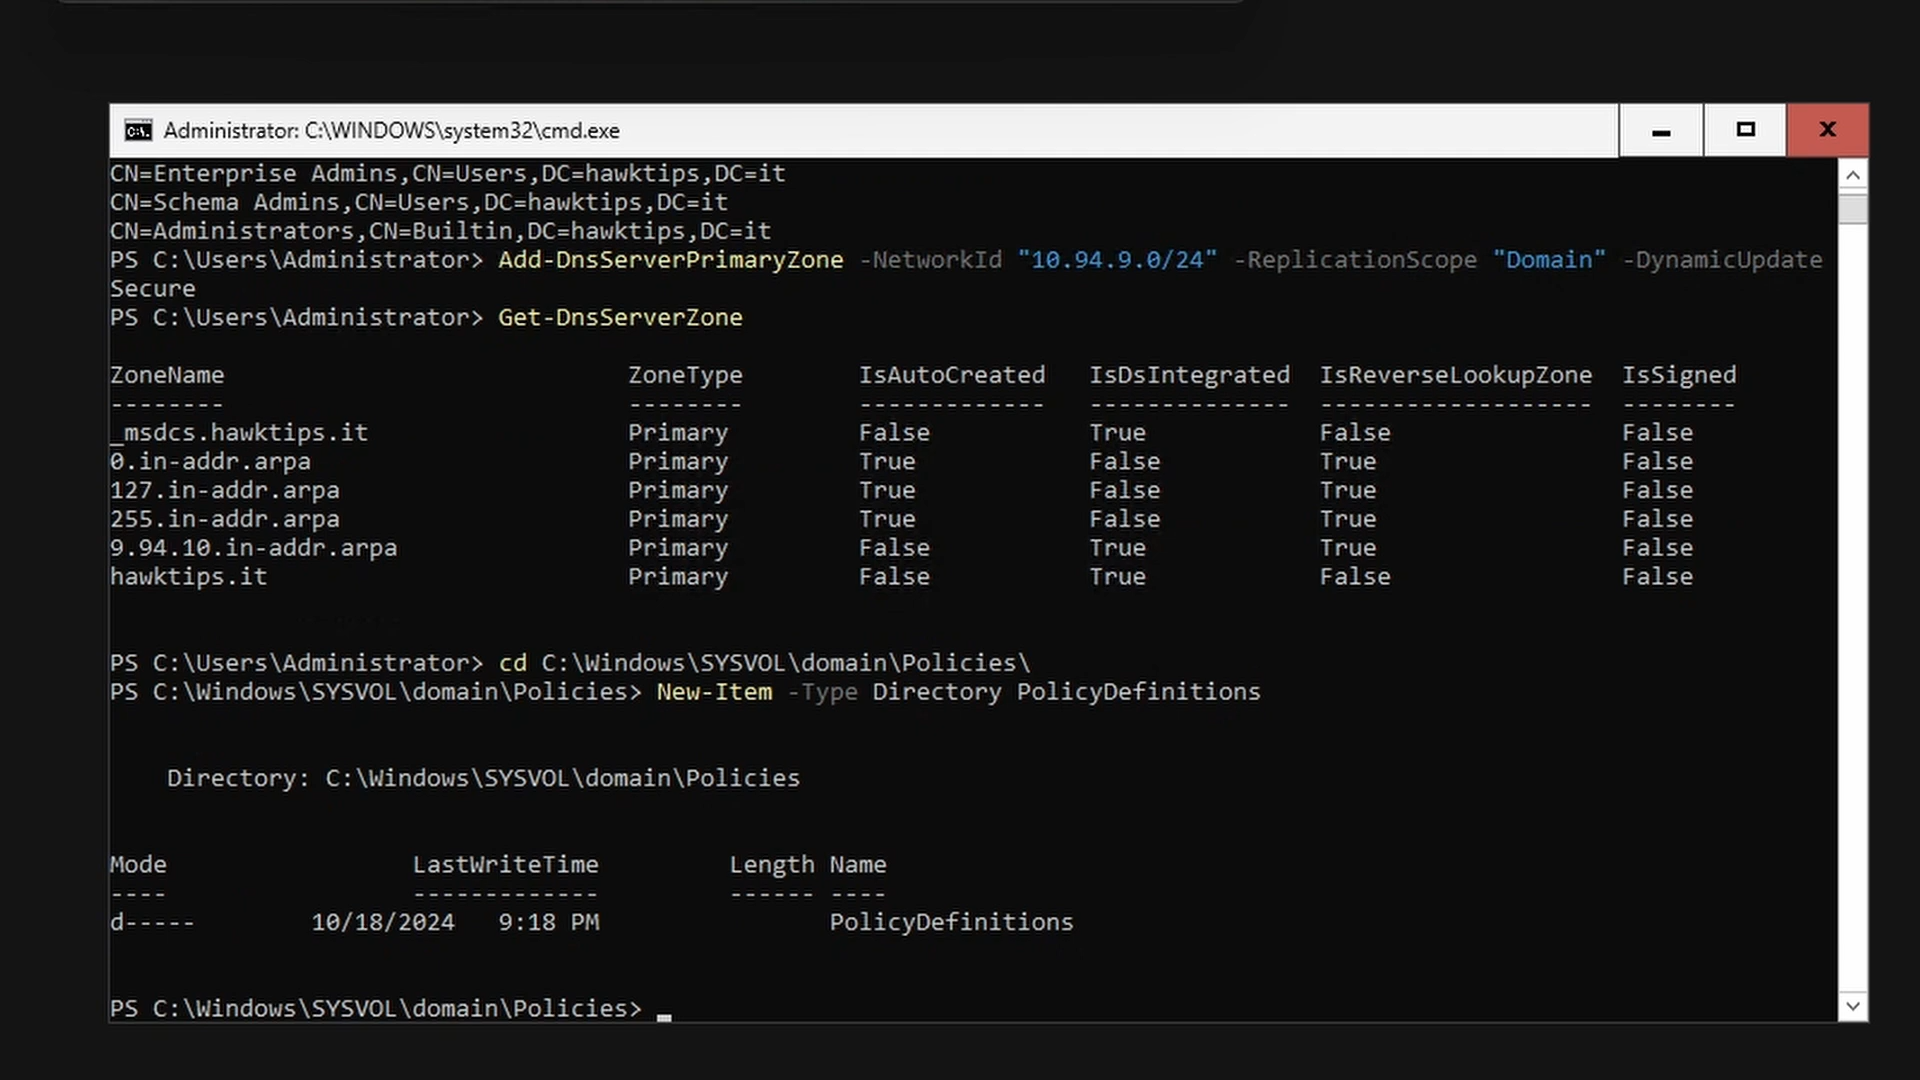 Administrator: C:\WINDOWS\system32\cmd.exe
CN=Enterprise Admins,CN=Users,DC=hawktips,DC=it
CN=Schema Admins,CN=Users,DC=hawktips,DC=it
CN=Administrators,CN=Builtin,DC=hawktips,DC=it
PS C:\Users\Administrator> Add-DnsServerPrimaryZone -NetworkId "10.94.9.0/24" -ReplicationScope "Domain" -DynamicUpdate
Secure
PS C:\Users\Administrator> Get-DnsServerZone
ZoneName ZoneType IsAutoCreated IsDsIntegrated IsReverseLookupZone IsSigned
-------- -------- ------------- -------------- ------------------- --------
_msdcs.hawktips.it Primary False True False False
0.in-addr.arpa Primary True False True False
127.in-addr.arpa Primary True False True False
255.in-addr.arpa Primary True False True False
9.94.10.in-addr.arpa Primary False True True False
hawktips.it Primary False True False False
PS C:\Users\Administrator> cd C:\Windows\SYSVOL\domain\Policies\
PS C:\Windows\SYSVOL\domain\Policies> New-Item -Type Directory PolicyDefinitions
Directory: C:\Windows\SYSVOL\domain\Policies
Mode LastWriteTime Length Name
---- ------------- ------ ----
d----- 10/18/2024 9:18 PM PolicyDefinitions
PS C:\Windows\SYSVOL\domain\Policies>